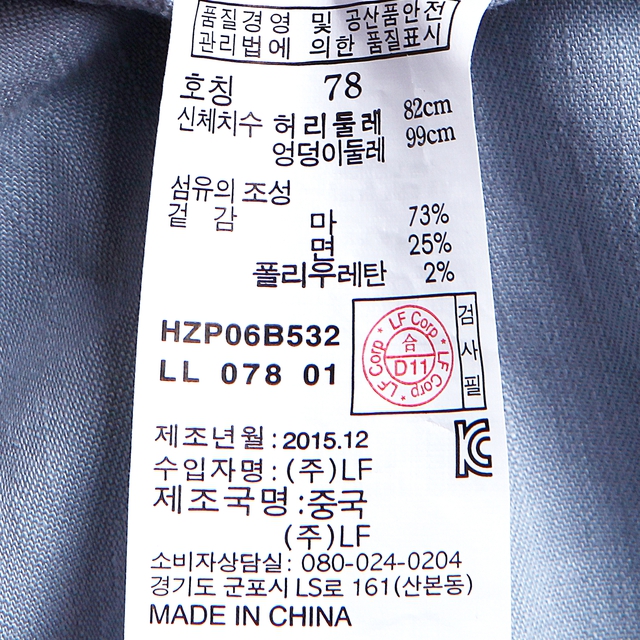 품질경영 및 공산품안전
관리법에 의한 품질표시
호칭 78
신체치수 허리둘레 82cm
엉덩이둘레 99cm
섬유의 조성
겉감 마 73%
면 25%
폴리우레탄 2%
HZP06B532
LL 078 01
LF Corp * LF Corp * LF Corp *
合
D11
검사필
제조년월 : 2015.12
수입자명 : (주)LF
제조국명 : 중국
(주)LF
소비자상담실 : 080-024-0204
경기도 군포시 LS로 161(산본동)
MADE IN CHINA